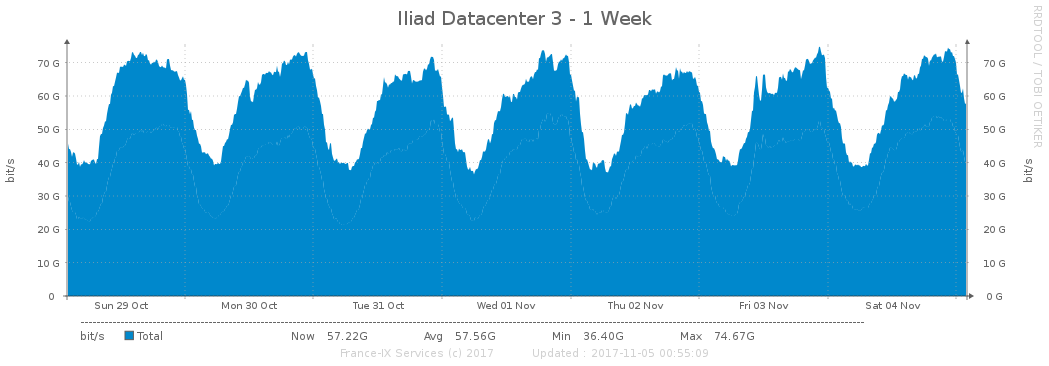 Iliad Datacenter 3 - 1 Week
RRDTOOL / TOBI OETIKER
bit/s
70 G
60 G
50 G
40 G
30 G
20 G
10 G
0
70 G
60 G
50 G
40 G
30 G
20 G
10 G
0 G
bit/s
Sun 29 Oct Mon 30 Oct Tue 31 Oct Wed 01 Nov Thu 02 Nov Fri 03 Nov Sat 04 Nov
bit/s Total Now 57.22G Avg 57.56G Min 36.40G Max 74.67G
France-IX Services (c) 2017 Updated : 2017-11-05 00:55:09